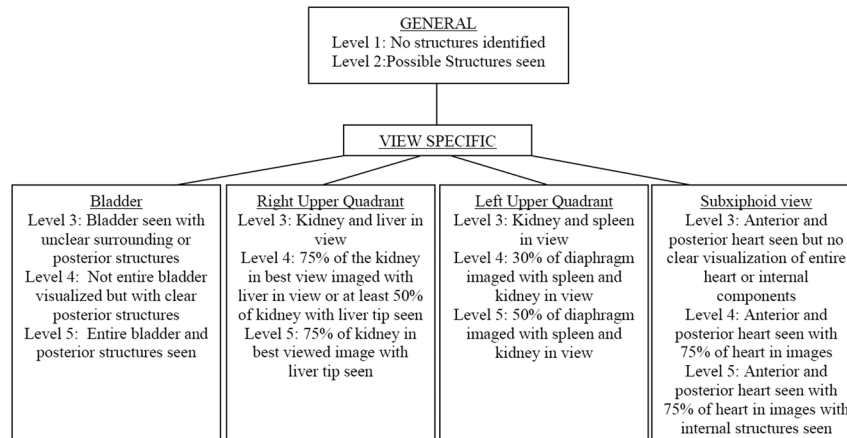 GENERAL
Level 1: No structures identified
Level 2:Possible Structures seen
VIEW SPECIFIC
Bladder
Level 3: Bladder seen with
unclear surrounding or
posterior structures
Level 4: Not entire bladder
visualized but with clear
posterior structures
Level 5: Entire bladder and
posterior structures seen
Right Upper Quadrant
Level 3: Kidney and liver in
view
Level 4: 75% of the kidney
in best view imaged with
liver in view or at least 50%
of kidney with liver tip seen
Level 5: 75% of kidney in
best viewed image with
liver tip seen
Left Upper Quadrant
Level 3: Kidney and spleen
in view
Level 4: 30% of diaphragm
imaged with spleen and
kidney in view
Level 5: 50% of diaphragm
imaged with spleen and
kidney in view
Subxiphoid view
Level 3: Anterior and
posterior heart seen but no
clear visualization of entire
heart or internal
components
Level 4: Anterior and
posterior heart seen with
75% of heart in images
Level 5: Anterior and
posterior heart seen with
75% of heart in images with
internal structures seen